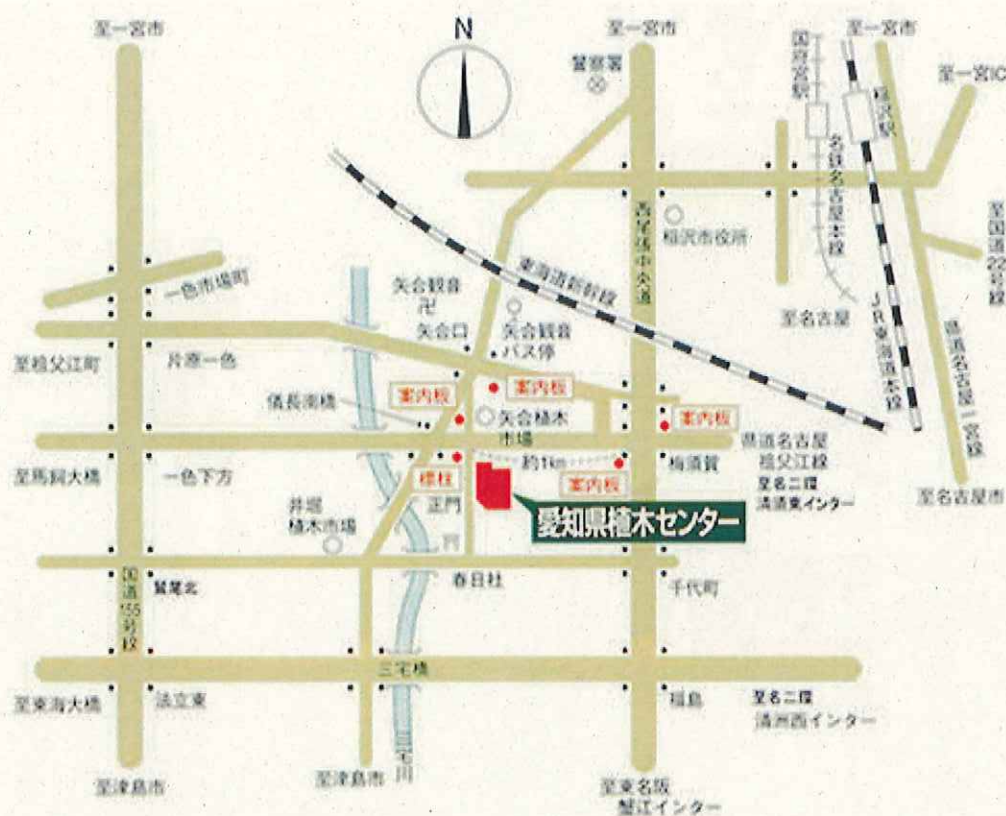 至一宮市
N
警察署
至一宮市
至一宮市
至一宮IC
国府宮駅
稲沢駅
名鉄名古屋本線
西尾張中央道
稲沢市役所
至国道22号線
東海道新幹線
一色市場町
矢合観音
矢合口
矢合観音
バス停
至名古屋
JR東海道本線
県道名古屋一宮線
至祖父江町
片原一色
案内板
案内板
儀長南橋
矢合植木
市場
案内板
県道名古屋
祖父江線
至馬飼大橋
一色下方
標柱
約1km
案内板
梅須賀
至名二環
清須東インター
至名古屋市
井堀
植木市場
正門
愛知県植木センター
国道155号線
鷲尾北
春日社
千代町
三宅橋
至東海大橋
法立東
福島
至名二環
清洲西インター
三宅川
至津島市
至津島市
至東名阪
蟹江インター